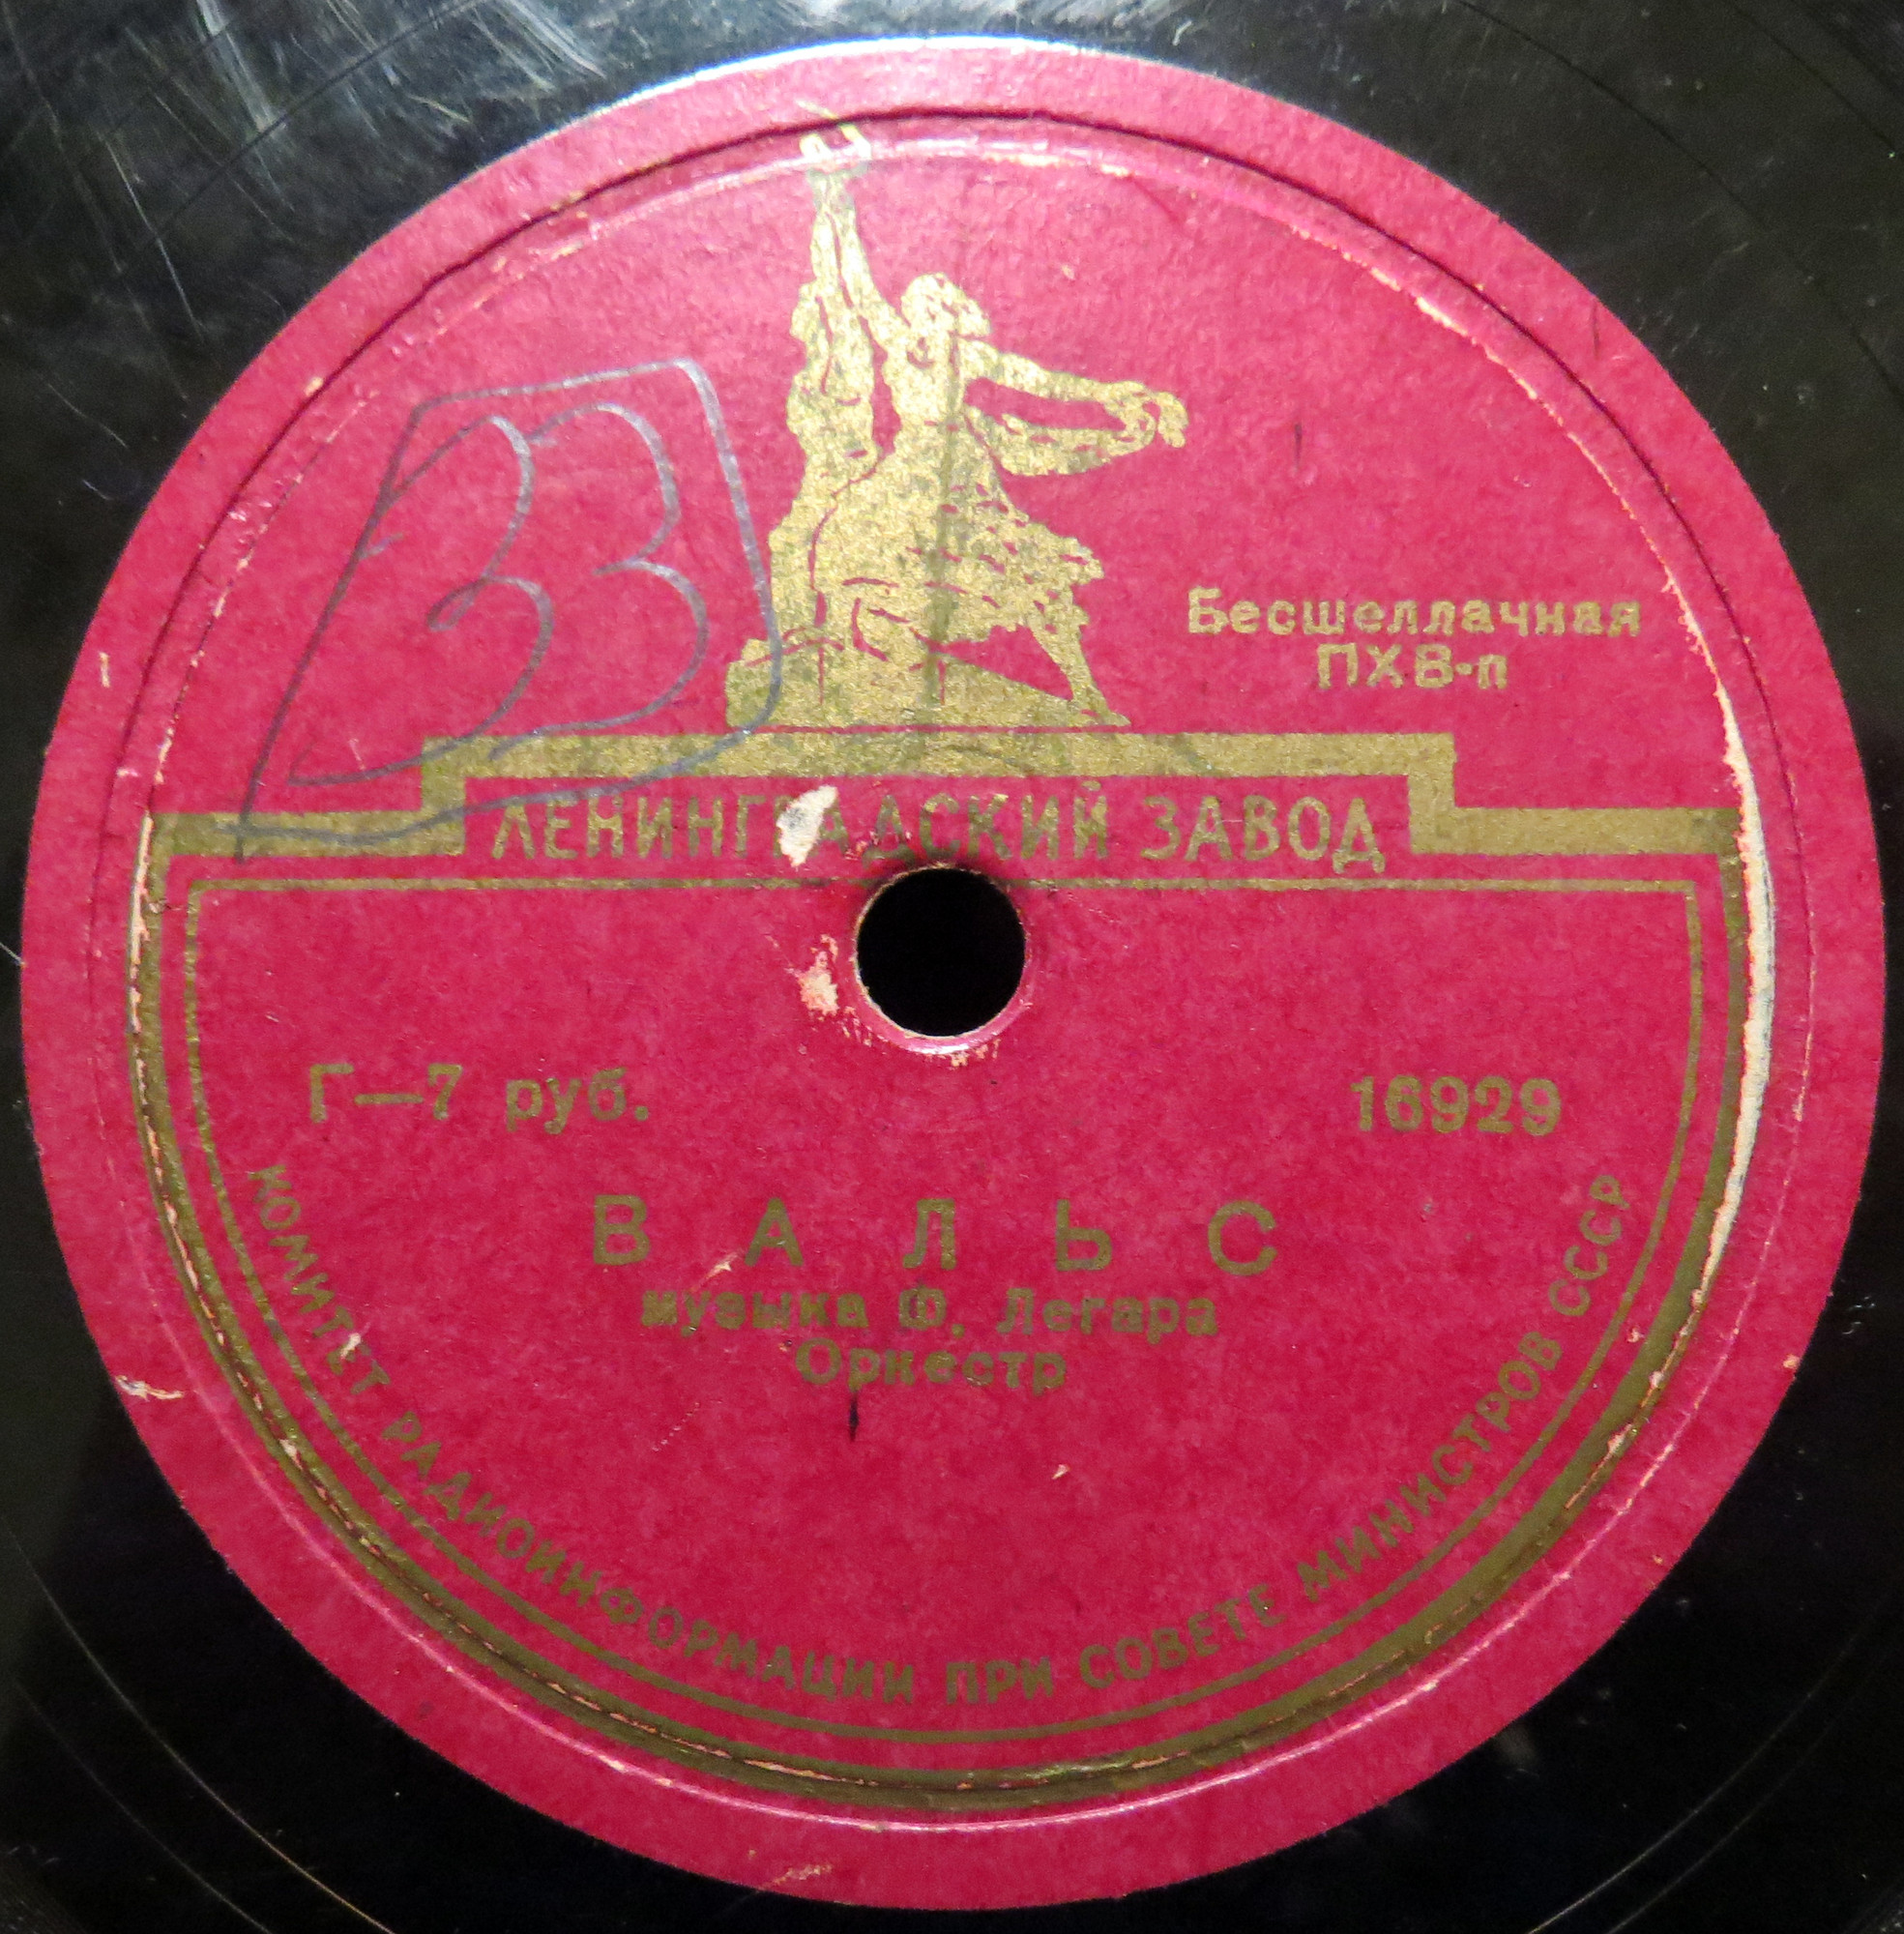 33
Бесшеллачная
ПХВ-п
ЛЕНИНГРАДСКИЙ ЗАВОД
Г—7 руб.
16929
ВАЛЬС
музыка Ф. Легара
Оркестр
КОМИТЕТ РАДИОИНФОРМАЦИИ ПРИ СОВЕТЕ МИНИСТРОВ СССР